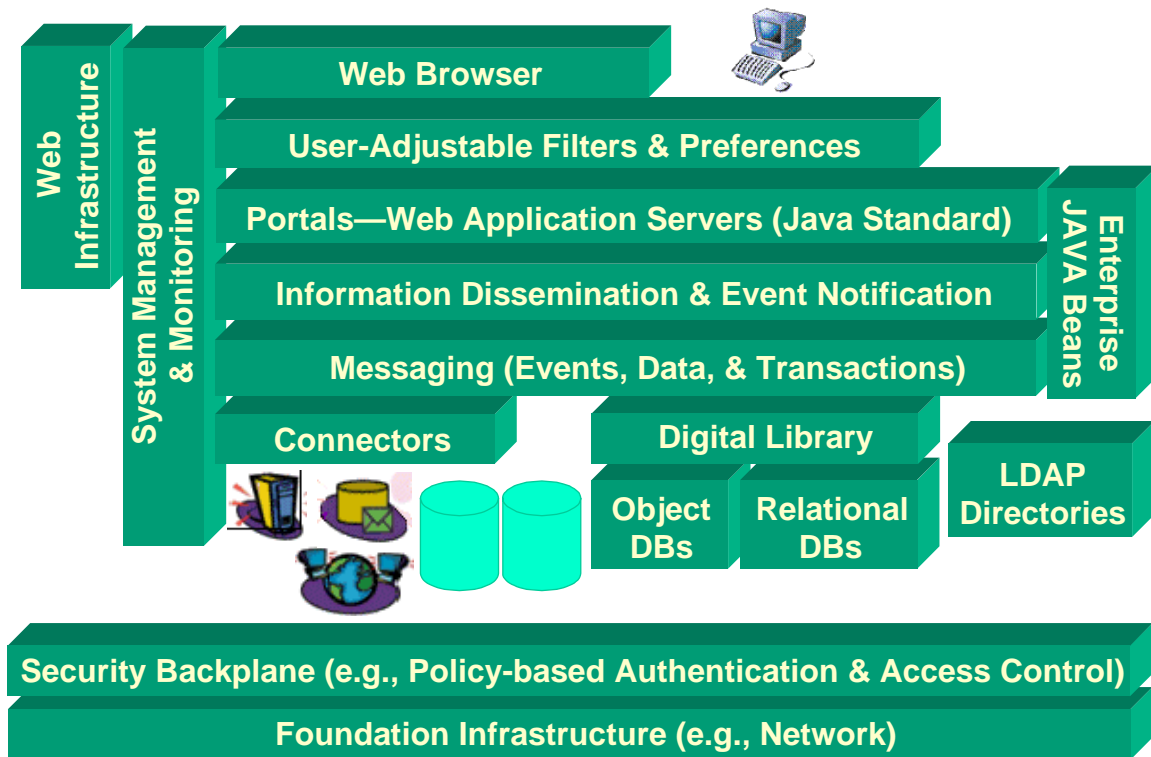 Web
Infrastructure
System Management
& Monitoring
Web Browser
User-Adjustable Filters & Preferences
Portals—Web Application Servers (Java Standard)
Information Dissemination & Event Notification
Messaging (Events, Data, & Transactions)
Enterprise
JAVA Beans
Connectors
Digital Library
Object
DBs
Relational
DBs
LDAP
Directories
Security Backplane (e.g., Policy-based Authentication & Access Control)
Foundation Infrastructure (e.g., Network)